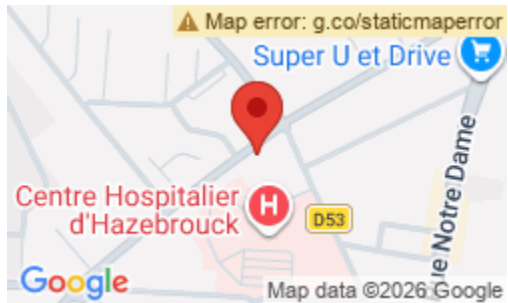 Map error: g.co/staticmaperror
Super U et Drive
Centre Hospitalier
d'Hazebrouck
H
D53
ue Notre Dame
Google
Map data ©2026 Google